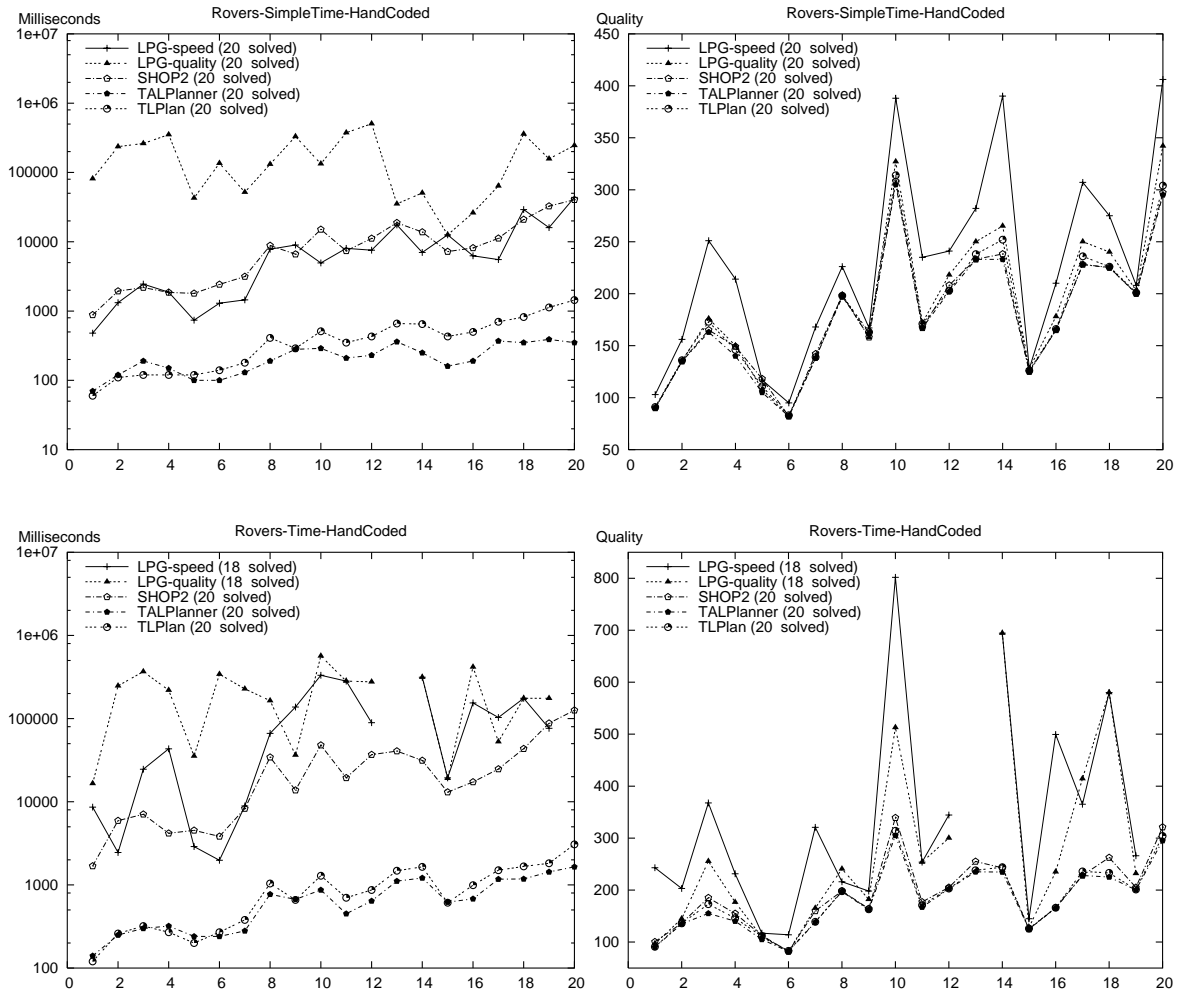 Rovers-SimpleTime-HandCoded
Milliseconds
1e+07
1e+06
100000
10000
1000
100
10
LPG-speed (20 solved)
LPG-quality (20 solved)
SHOP2 (20 solved)
TALPlanner (20 solved)
TLPlan (20 solved)
0 2 4 6 8 10 12 14 16 18 20
Rovers-SimpleTime-HandCoded
Quality
450
400
350
300
250
200
150
100
50
LPG-speed (20 solved)
LPG-quality (20 solved)
SHOP2 (20 solved)
TALPlanner (20 solved)
TLPlan (20 solved)
0 2 4 6 8 10 12 14 16 18 20
Rovers-Time-HandCoded
Milliseconds
1e+07
1e+06
100000
10000
1000
100
LPG-speed (18 solved)
LPG-quality (18 solved)
SHOP2 (20 solved)
TALPlanner (20 solved)
TLPlan (20 solved)
0 2 4 6 8 10 12 14 16 18 20
Rovers-Time-HandCoded
Quality
800
700
600
500
400
300
200
100
LPG-speed (18 solved)
LPG-quality (18 solved)
SHOP2 (20 solved)
TALPlanner (20 solved)
TLPlan (20 solved)
0 2 4 6 8 10 12 14 16 18 20